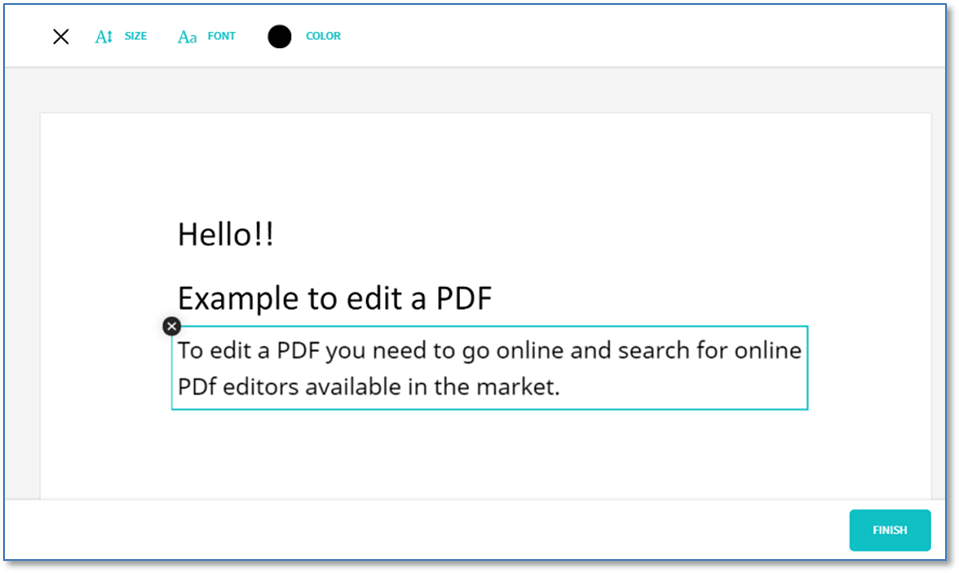 A SIZE Aa FONT COLOR
Hello!!
Example to edit a PDF
To edit a PDF you need to go online and search for online
PDf editors available in the market.
FINISH